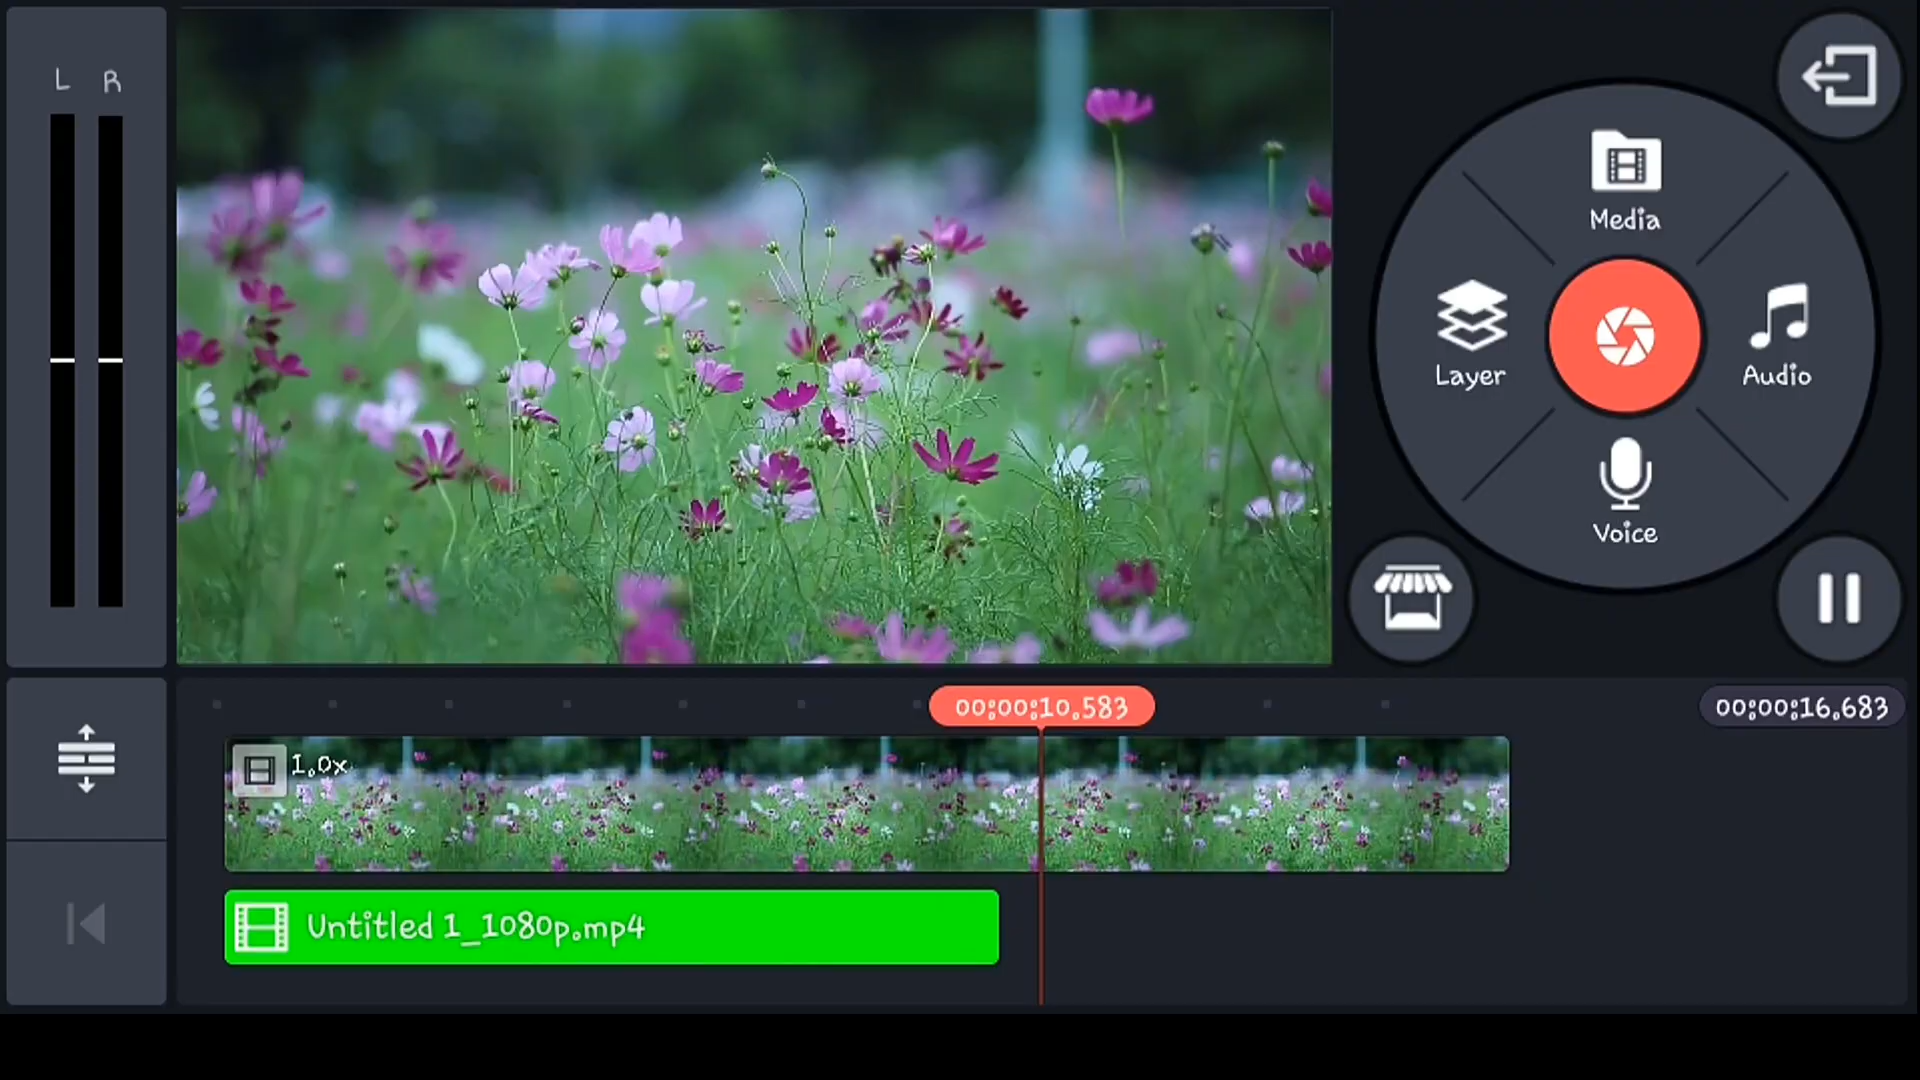 L R
Media
Layer
Audio
Voice
00:00:10.583
00:00:16.683
1.0x
Untitled 1_1080p.mp4